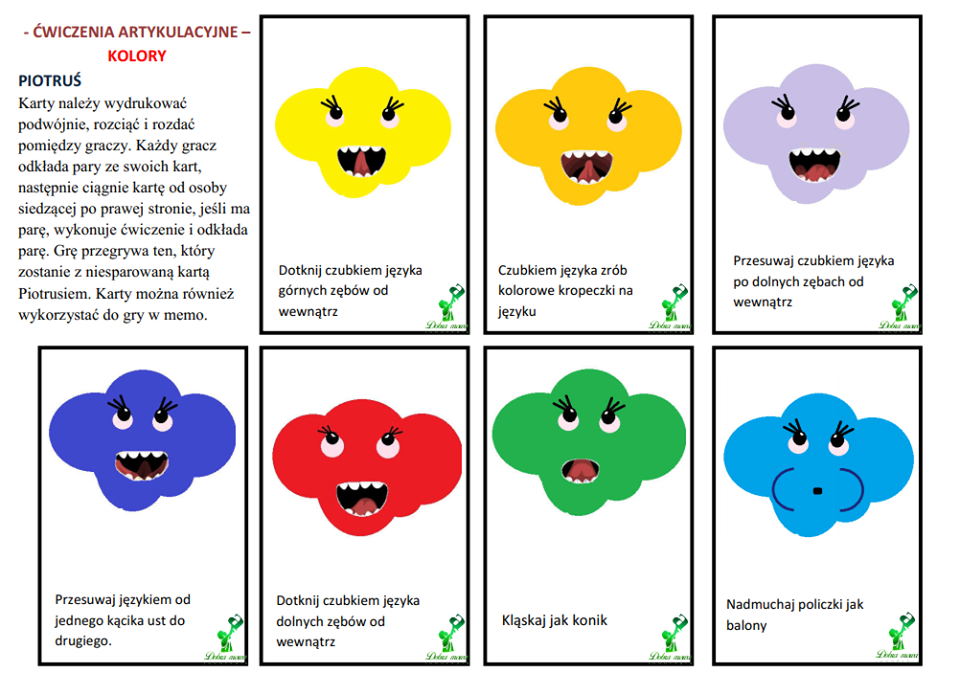 - ĆWICZENIA ARTYKULACYJNE –
KOLORY
PIOTRUŚ
Karty należy wydrukować
podwójnie, rozciąć i rozdać
pomiędzy graczy. Każdy gracz
odkłada pary ze swoich kart,
następnie ciągnie kartę od osoby
siedzącej po prawej stronie, jeśli ma
parę, wykonuje ćwiczenie i odkłada
parę. Grę przegrywa ten, który
zostanie z niesparowaną kartą
Piotrusiem. Karty można również
wykorzystać do gry w memo.
Dotknij czubkiem języka
górnych zębów od
wewnątrz
Dobra mowa
Czubkiem języka zrób
kolorowe kropeczki na
języku
Dobra mowa
Przesuwaj czubkiem języka
po dolnych zębach od
wewnątrz
Dobra mowa
Przesuwaj językiem od
jednego kącika ust do
drugiego.
Dobra mowa
Dotknij czubkiem języka
dolnych zębów od
wewnątrz
Dobra mowa
Kląskaj jak konik
Dobra mowa
Nadmuchaj policzki jak
balony
Dobra mowa